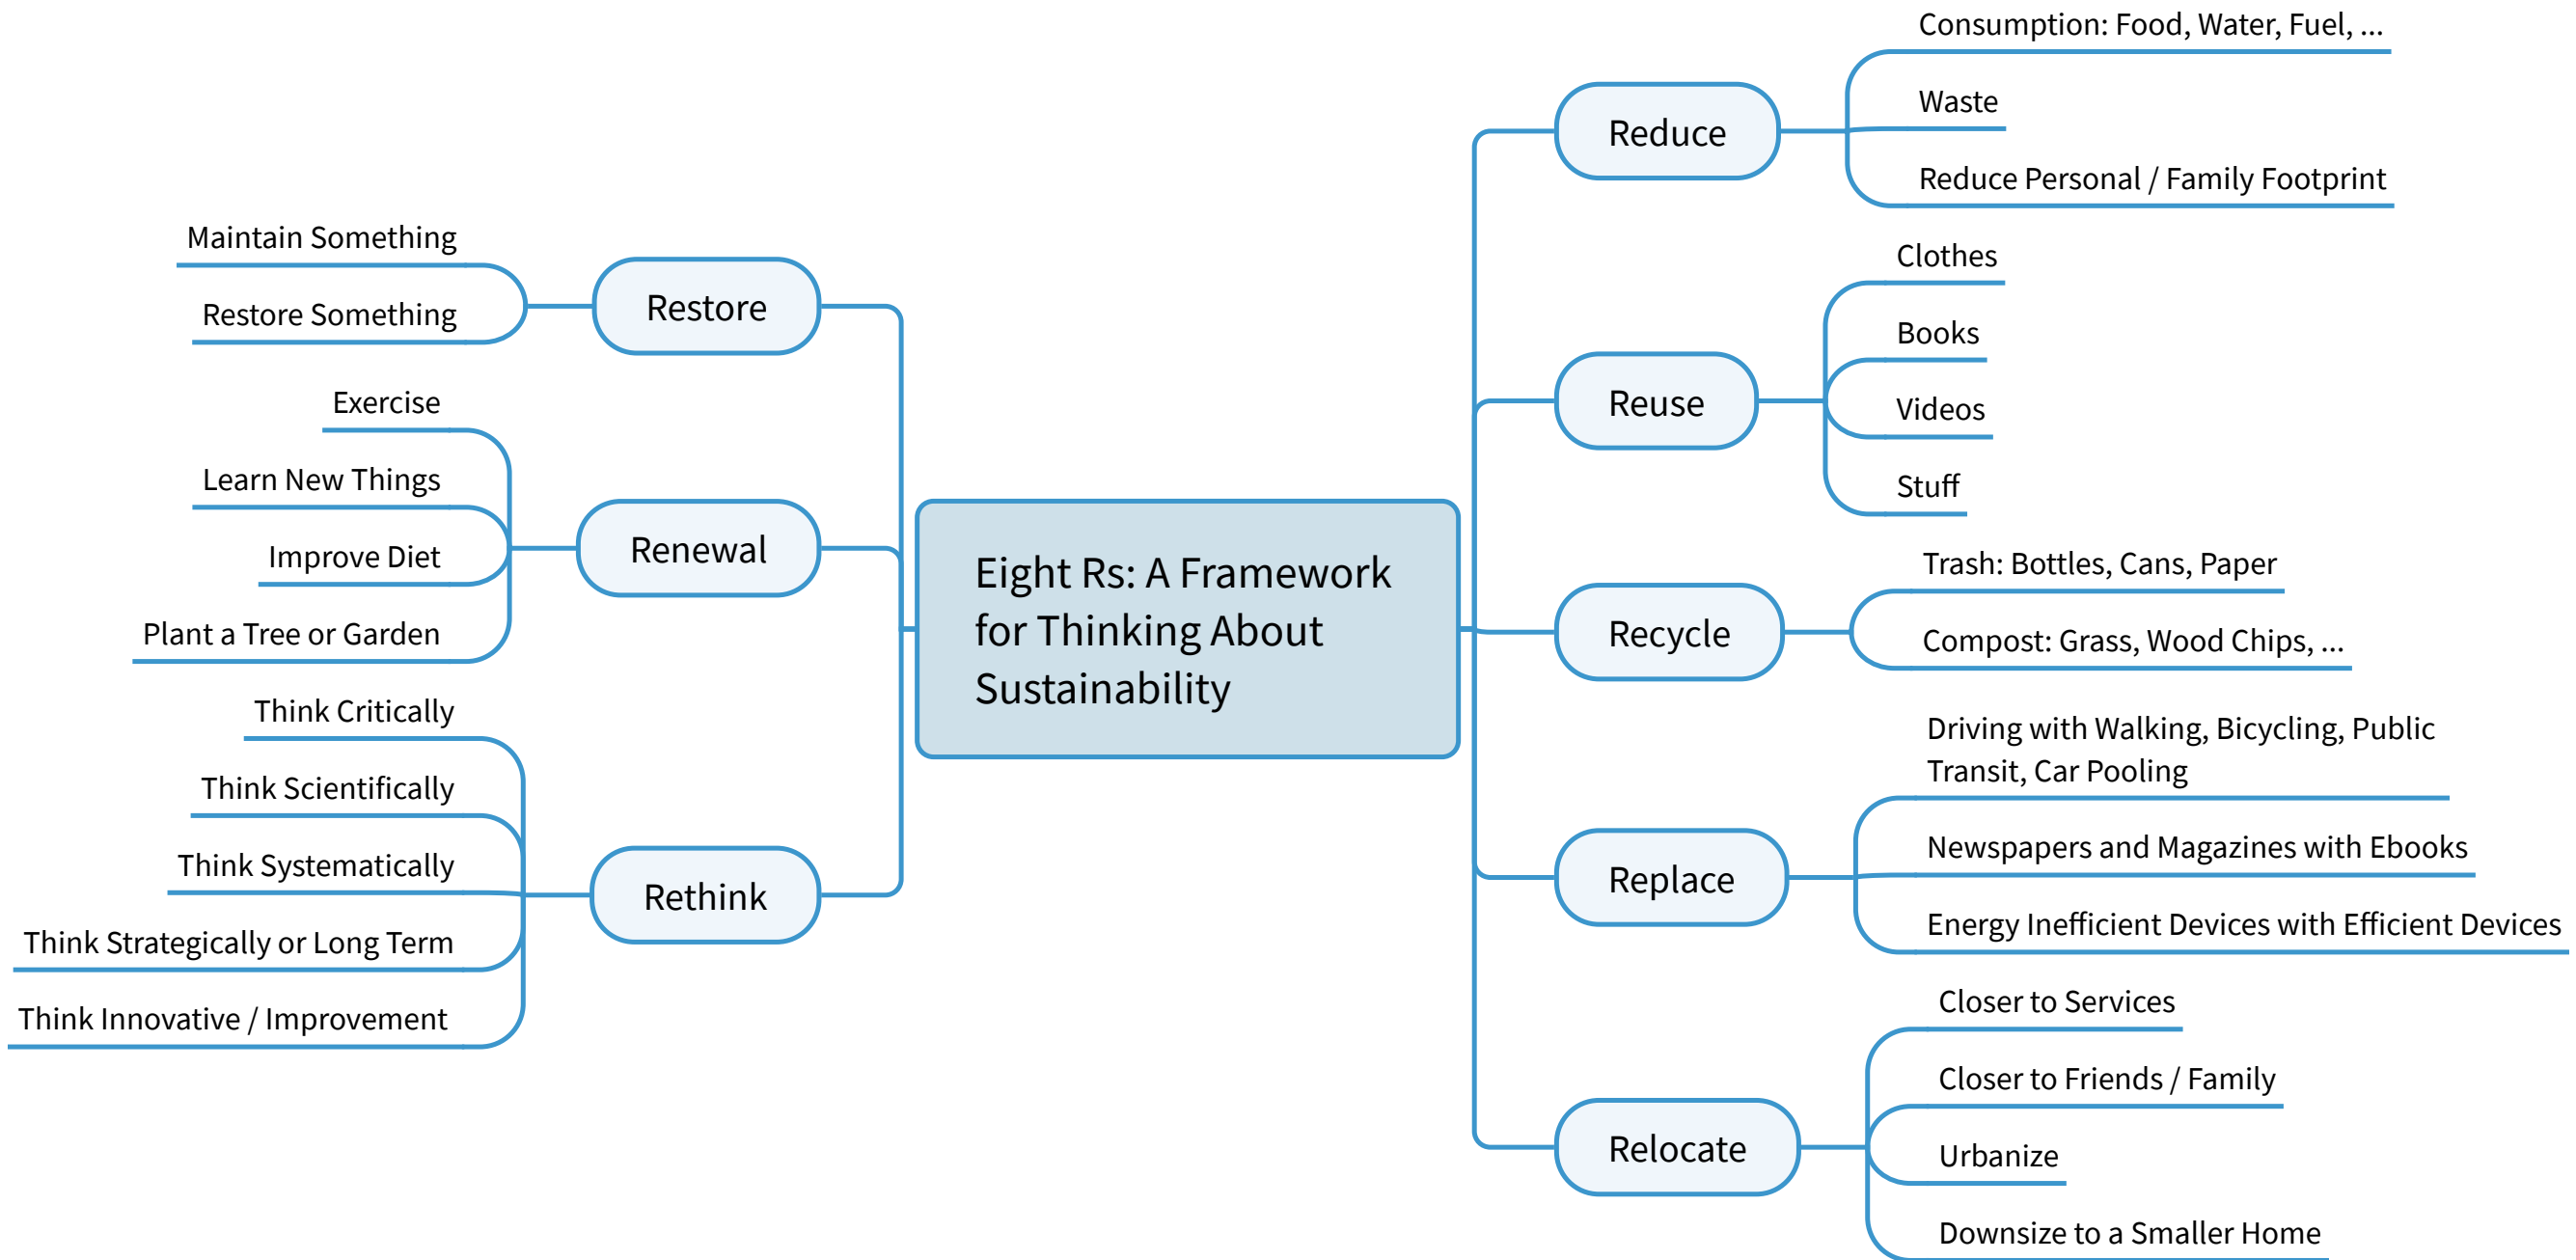 Eight Rs: A Framework
for Thinking About
Sustainability
Reduce
Consumption: Food, Water, Fuel, ...
Waste
Reduce Personal / Family Footprint
Reuse
Clothes
Books
Videos
Stuff
Recycle
Trash: Bottles, Cans, Paper
Compost: Grass, Wood Chips, ...
Replace
Driving with Walking, Bicycling, Public
Transit, Car Pooling
Newspapers and Magazines with Ebooks
Energy Inefficient Devices with Efficient Devices
Relocate
Closer to Services
Closer to Friends / Family
Urbanize
Downsize to a Smaller Home
Restore
Maintain Something
Restore Something
Renewal
Exercise
Learn New Things
Improve Diet
Plant a Tree or Garden
Rethink
Think Critically
Think Scientifically
Think Systematically
Think Strategically or Long Term
Think Innovative / Improvement